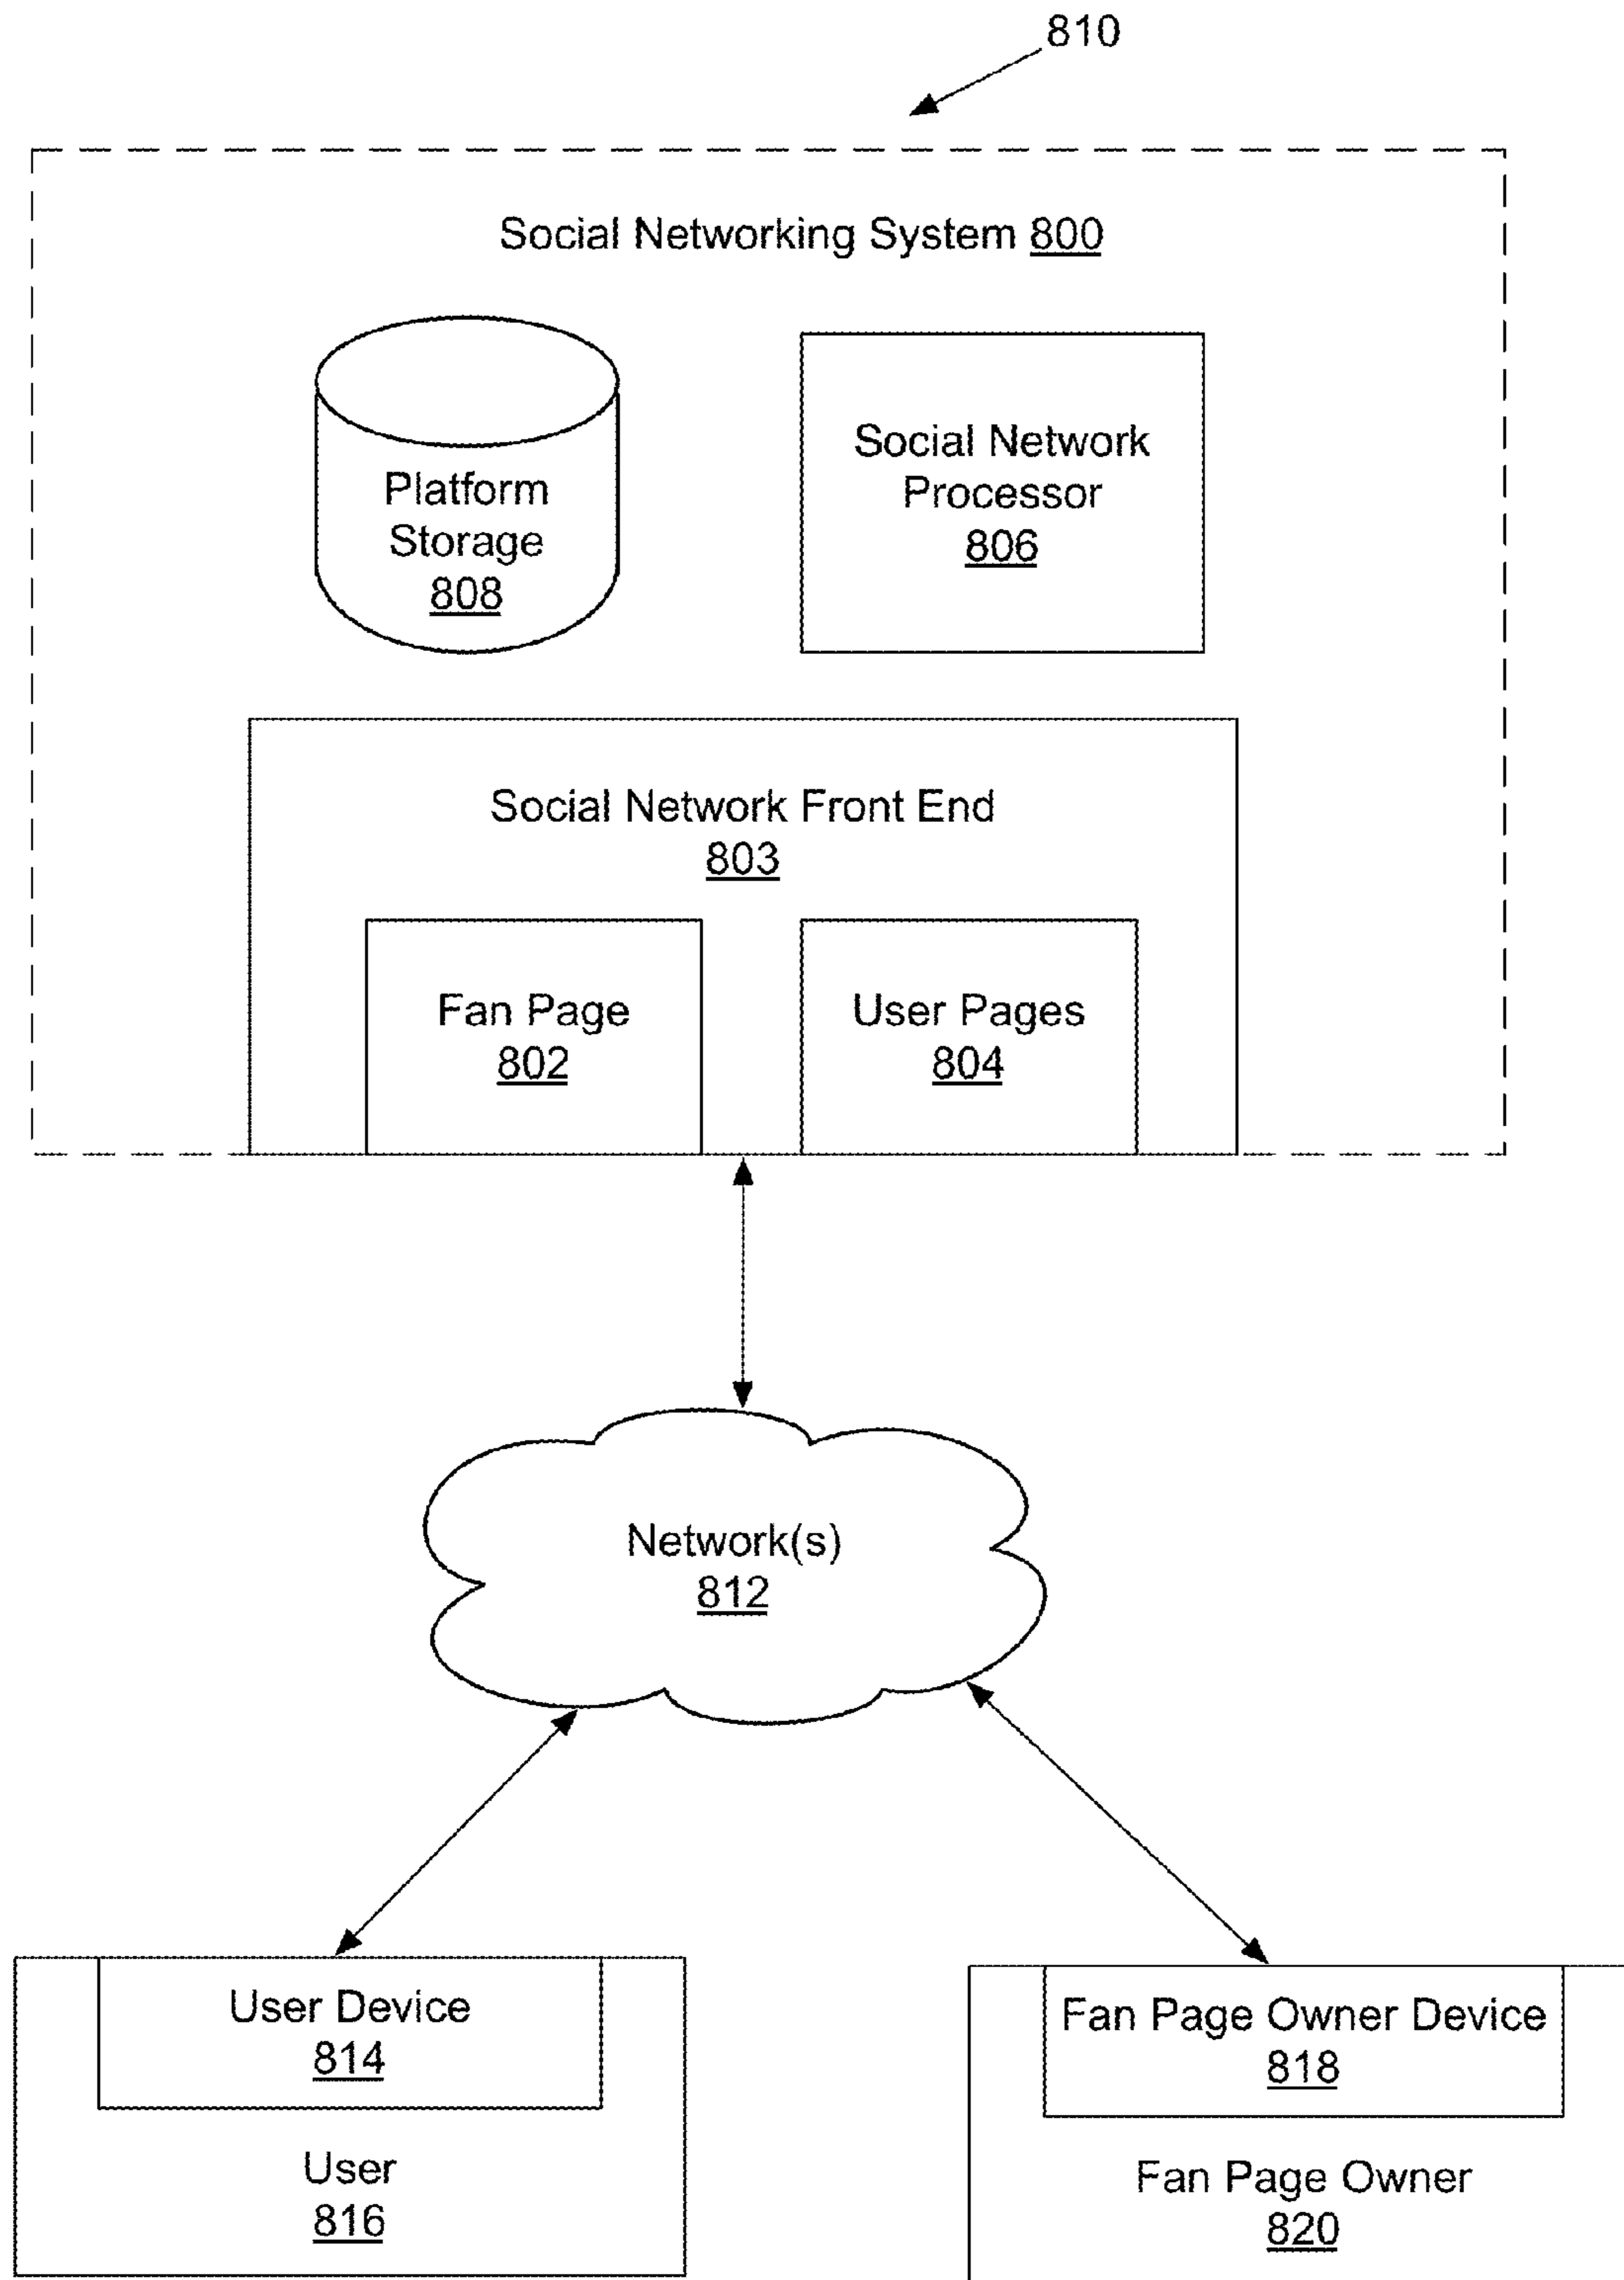 810
Social Networking System 800
Platform
Storage
808
Social Network
Processor
806
Social Network Front End
803
Fan Page
802
User Pages
804
Network(s)
812
User Device
814
User
816
Fan Page Owner Device
818
Fan Page Owner
820